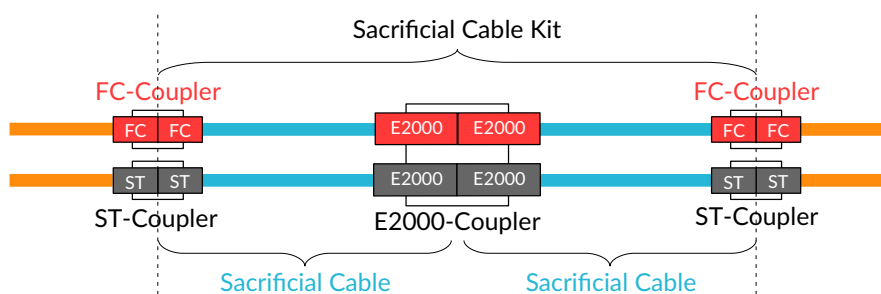 Sacrificial Cable Kit
FC-Coupler
FC-Coupler
FC FC E2000 E2000 FC FC
ST ST E2000 E2000 ST ST
ST-Coupler
E2000-Coupler
ST-Coupler
Sacrificial Cable
Sacrificial Cable